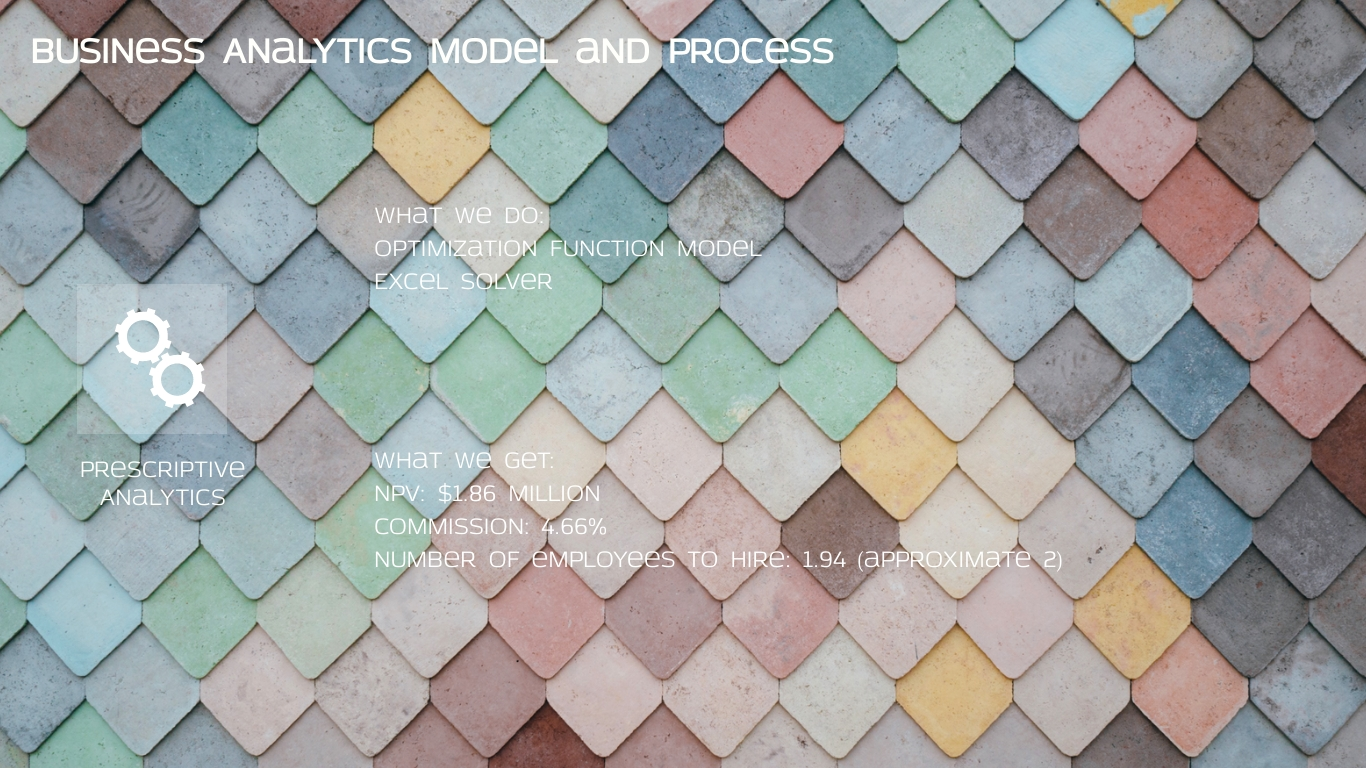 BUSINESS ANALYTICS MODEL AND PROCESS
WHAT WE DO:
OPTIMIZATION FUNCTION MODEL
EXCEL SOLVER
PRESCRIPTIVE
ANALYTICS
WHAT WE GET:
NPV: $1.86 MILLION
COMMISSION: 4.66%
NUMBER OF EMPLOYEES TO HIRE: 1.94 (APPROXIMATE 2)